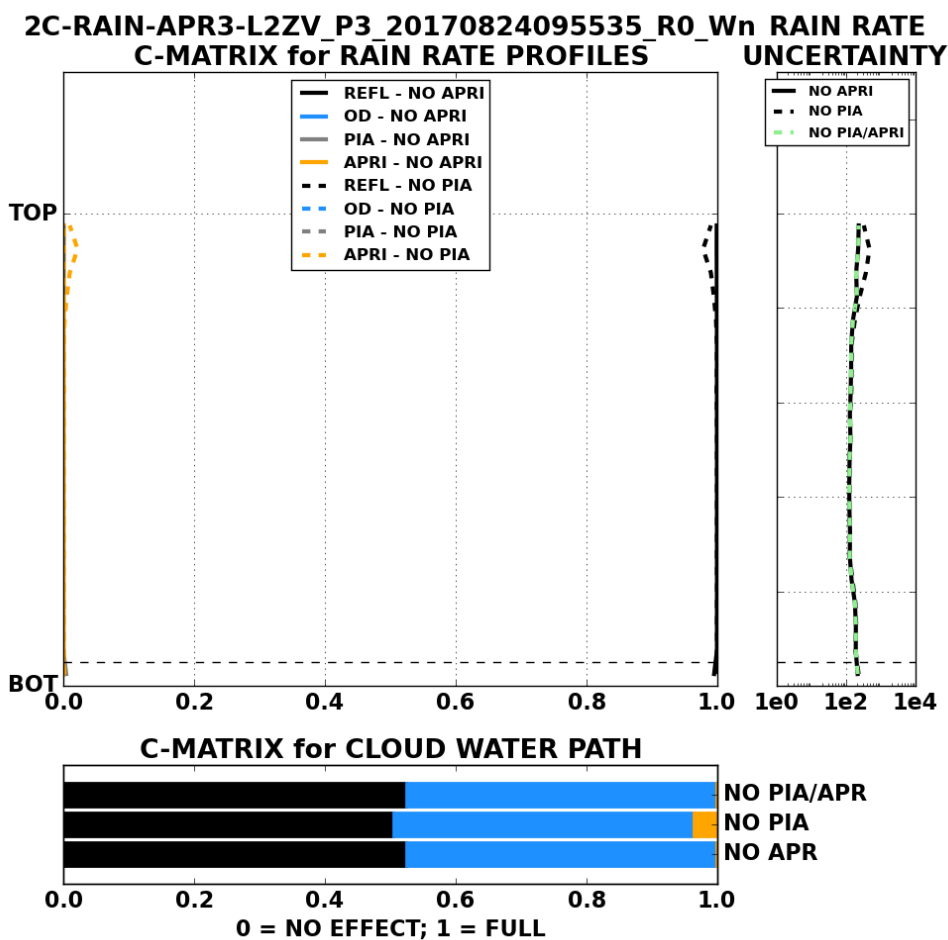 2C-RAIN-APR3-L2ZV_P3_20170824095535_R0_Wn
C-MATRIX for RAIN RATE PROFILES
RAIN RATE
UNCERTAINTY
REFL - NO APRI
OD - NO APRI
PIA - NO APRI
APRI - NO APRI
REFL - NO PIA
OD - NO PIA
PIA - NO PIA
APRI - NO PIA
NO APRI
NO PIA
NO PIA/APRI
TOP
BOT
0.0 0.2 0.4 0.6 0.8 1.0
1e0 1e2 1e4
C-MATRIX for CLOUD WATER PATH
NO PIA/APR
NO PIA
NO APR
0.0 0.2 0.4 0.6 0.8 1.0
0 = NO EFFECT; 1 = FULL